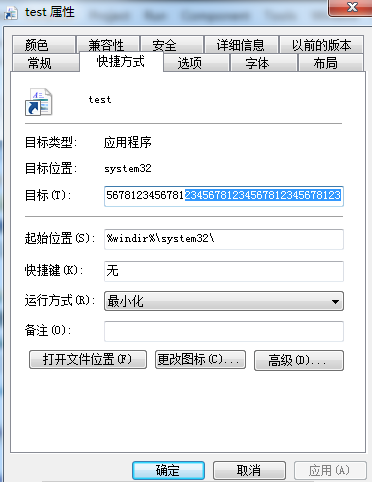 test 属性
颜色 兼容性 安全 详细信息 以前的版本
常规 快捷方式 选项 字体 布局
test
目标类型: 应用程序
目标位置: system32
目标(T): 567812345678123456781234567812345678123
起始位置(S): %windir%\system32\
快捷键(K): 无
运行方式(R): 最小化
备注(O):
打开文件位置(F) 更改图标(C)... 高级(D)...
确定 取消 应用(A)